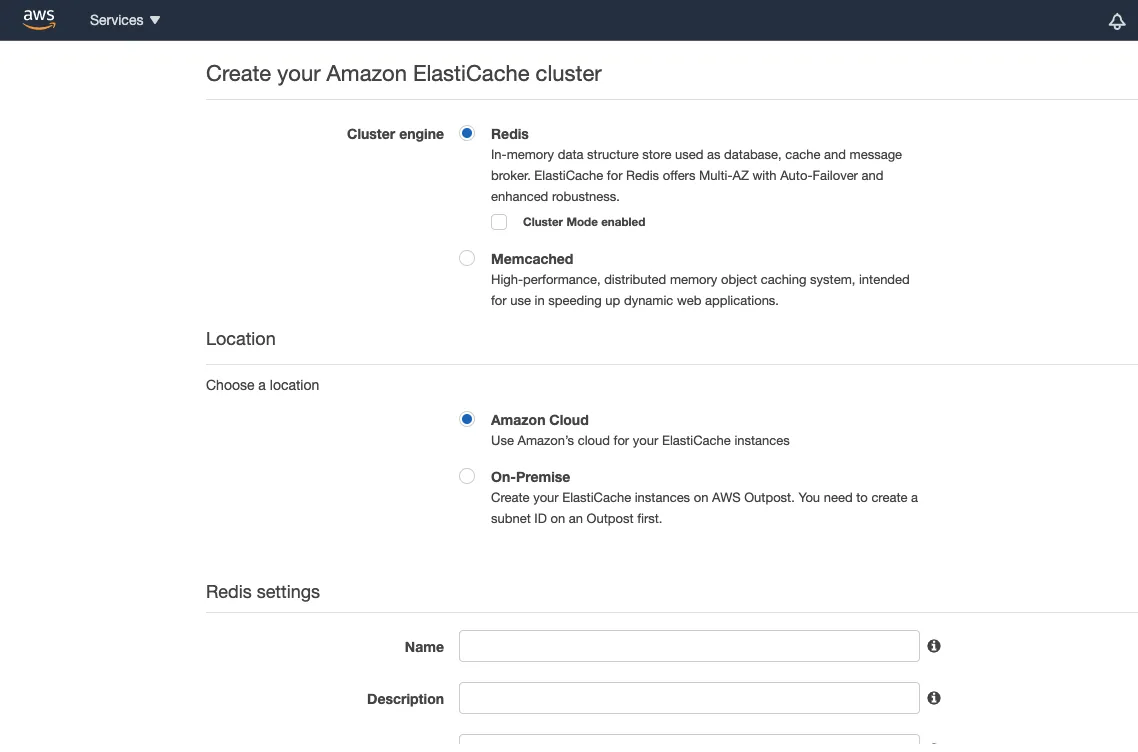 aws
Services
Create your Amazon ElastiCache cluster
Cluster engine
Redis
In-memory data structure store used as database, cache and message
broker. ElastiCache for Redis offers Multi-AZ with Auto-Failover and
enhanced robustness.
Cluster Mode enabled
Memcached
High-performance, distributed memory object caching system, intended
for use in speeding up dynamic web applications.
Location
Choose a location
Amazon Cloud
Use Amazon's cloud for your ElastiCache instances
On-Premise
Create your ElastiCache instances on AWS Outpost. You need to create a
subnet ID on an Outpost first.
Redis settings
Name
Description